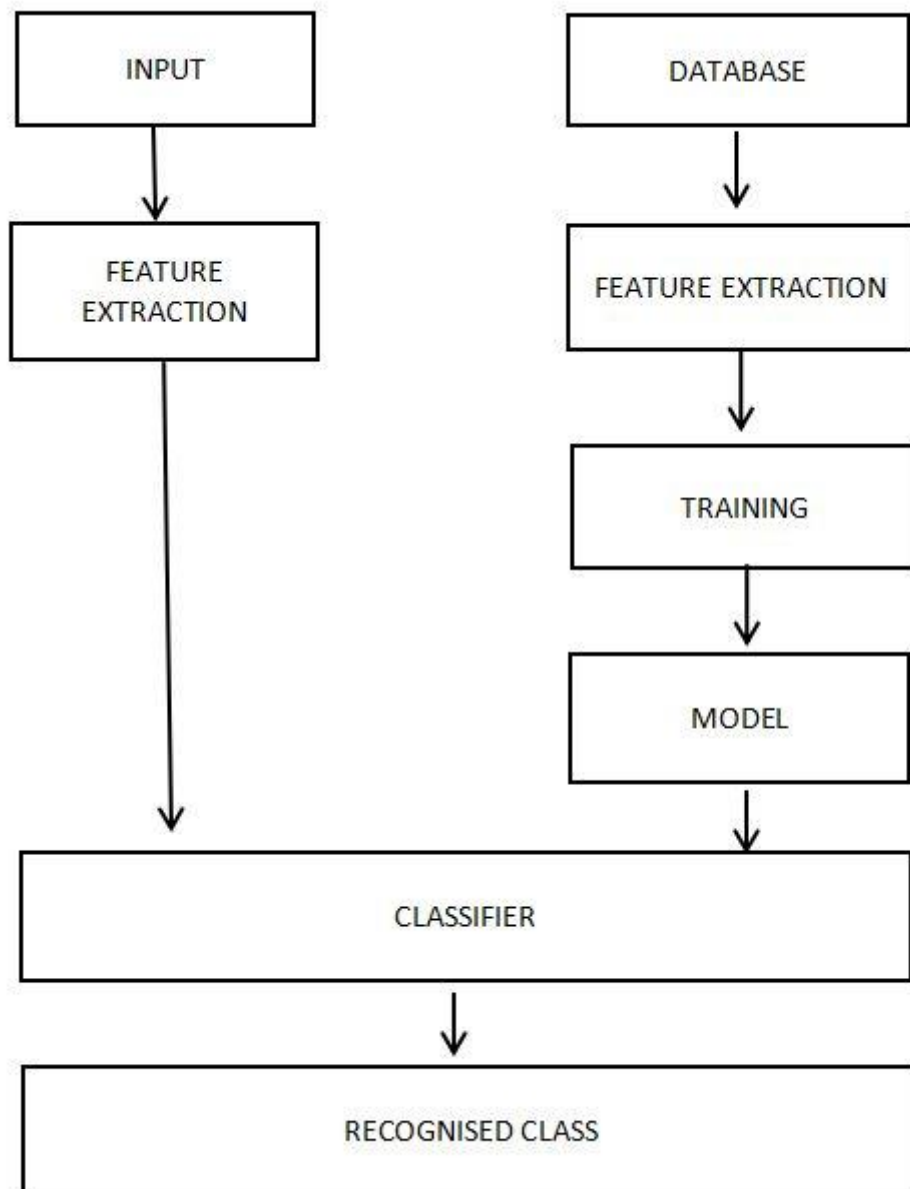 INPUT
DATABASE
FEATURE
EXTRACTION
FEATURE EXTRACTION
TRAINING
MODEL
CLASSIFIER
RECOGNISED CLASS